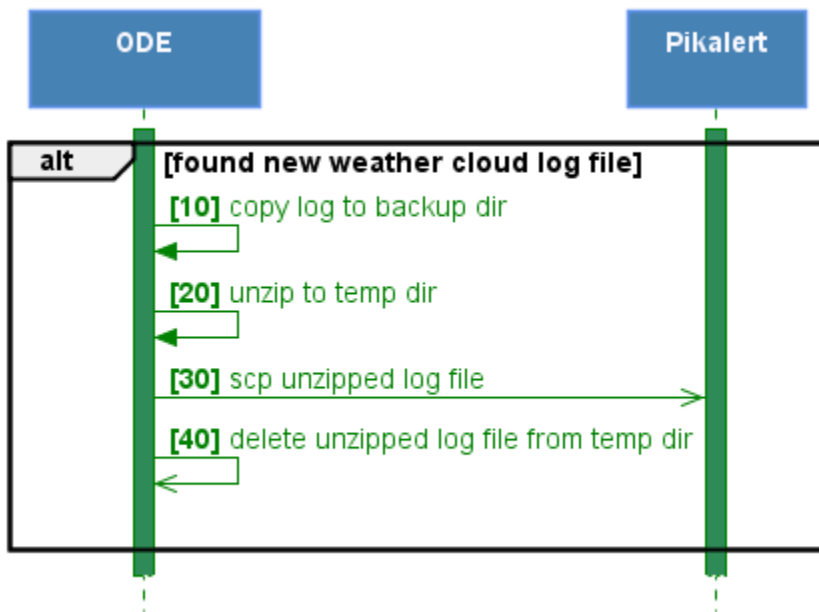 ODE
Pikalert
alt
[found new weather cloud log file]
[10] copy log to backup dir
[20] unzip to temp dir
[30] scp unzipped log file
[40] delete unzipped log file from temp dir